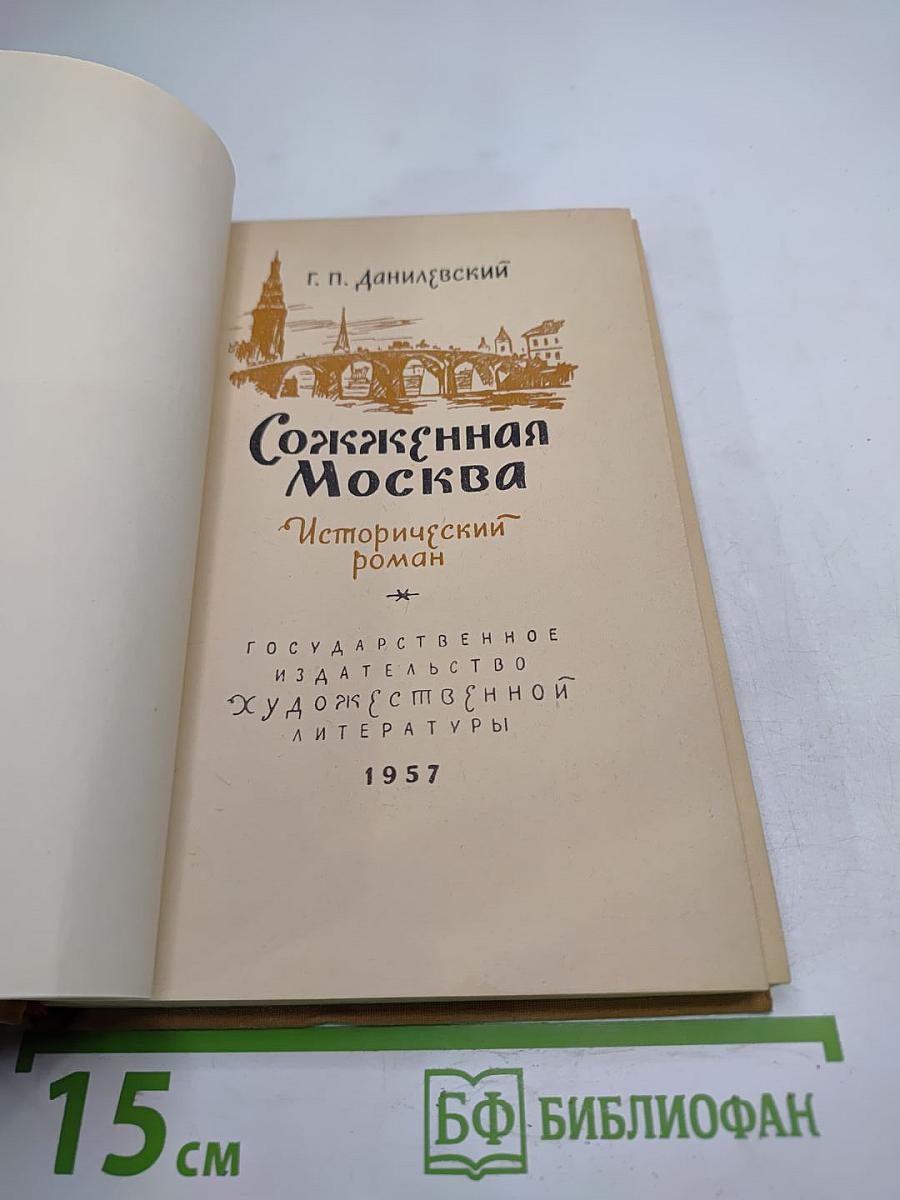 Г. П. Данилевский
Сожженная
Москва
Исторический
роман
ГОСУДАРСТВЕННОЕ
ИЗДАТЕЛЬСТВО
ХУДОЖЕСТВЕННОЙ
ЛИТЕРАТУРЫ
1957
15 см
БФ БИБЛИОФАН